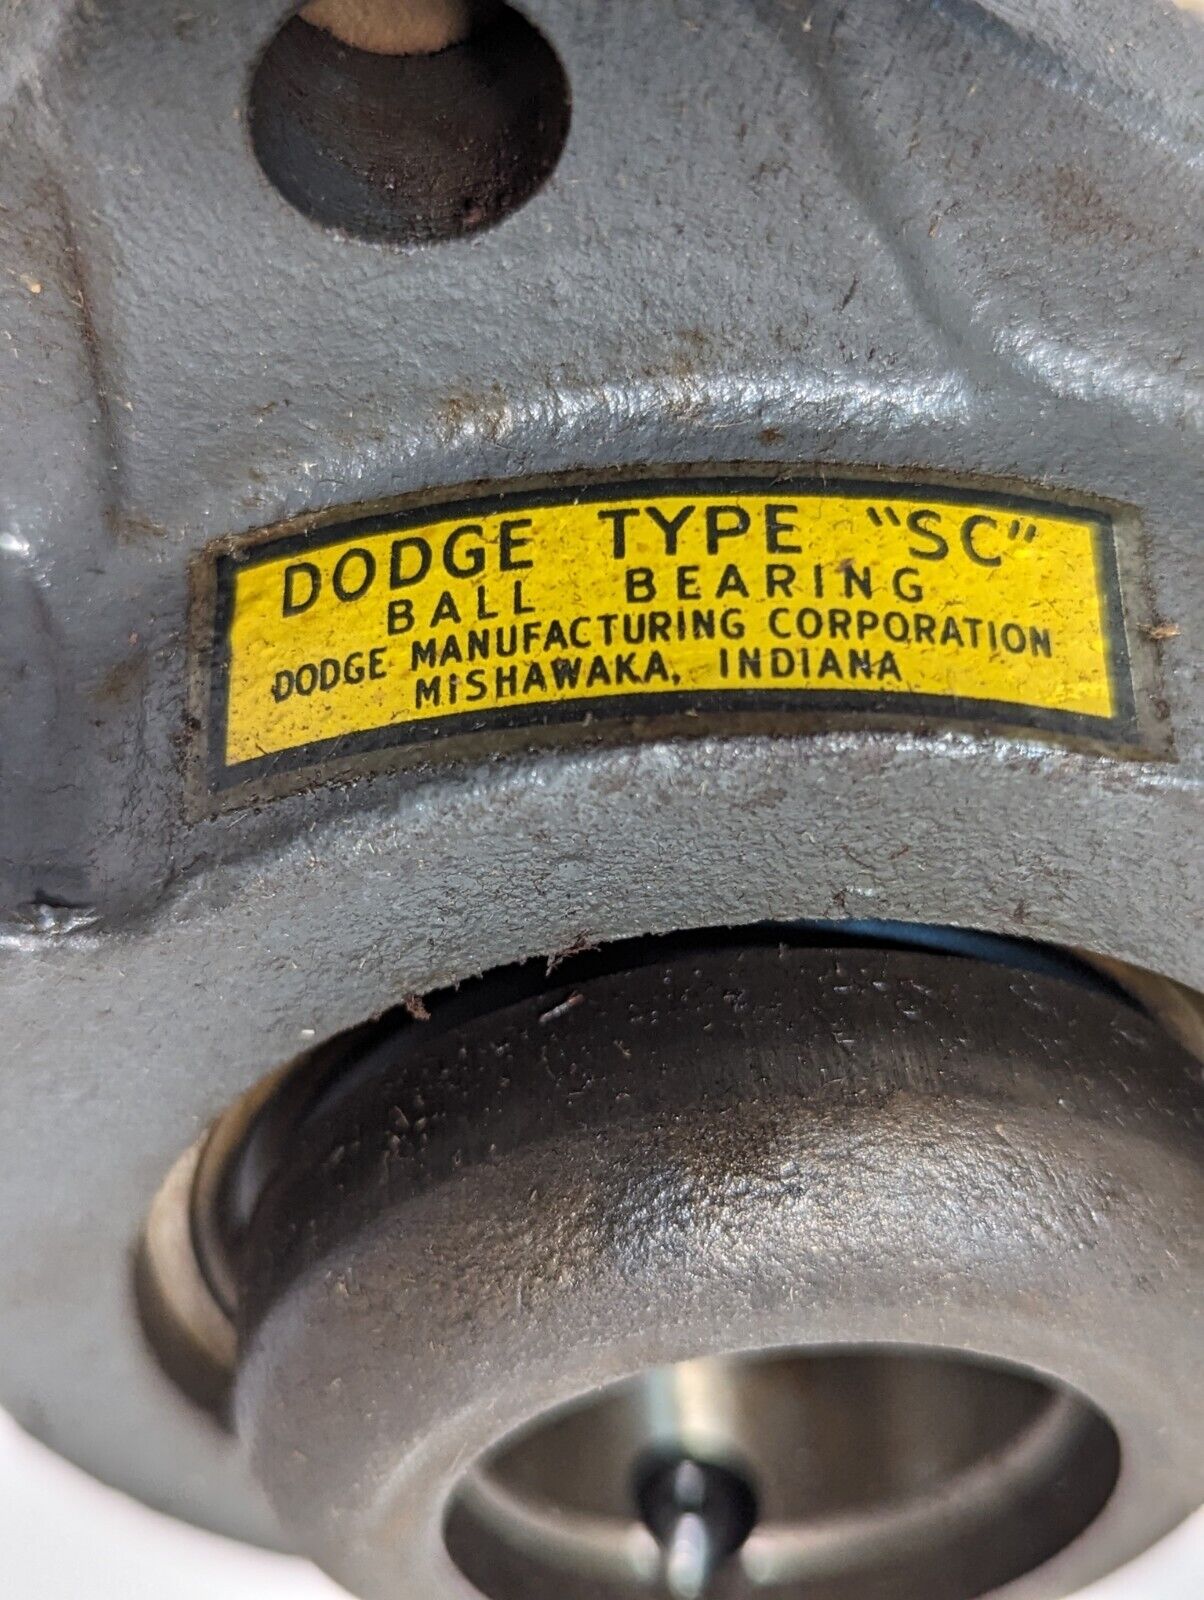 DODGE TYPE "SC"
BALL BEARING
DODGE MANUFACTURING CORPORATION
MISHAWAKA, INDIANA